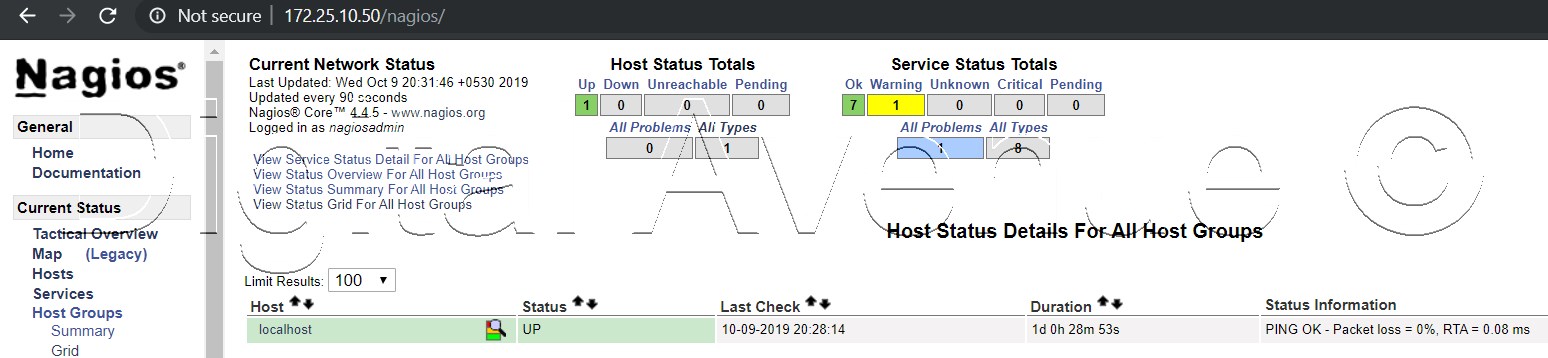 Not secure | 172.25.10.50/nagios/
Nagios®
General
Home
Documentation
Current Status
Tactical Overview
Map (Legacy)
Hosts
Services
Host Groups
Summary
Grid
Current Network Status
Last Updated: Wed Oct 9 20:31:46 +0530 2019
Updated every 90 seconds
Nagios® Core™ 4.4.5 - www.nagios.org
Logged in as nagiosadmin
View Service Status Detail For All Host Groups
View Status Overview For All Host Groups
View Status Summary For All Host Groups
View Status Grid For All Host Groups
Host Status Totals
Up Down Unreachable Pending
1 0 0 0
All Problems All Types
0 1
Service Status Totals
Ok Warning Unknown Critical Pending
7 1 0 0 0
All Problems All Types
1 8
Digital Avenue ©
Host Status Details For All Host Groups
Limit Results: 100
Host Status Last Check Duration Status Information
localhost UP 10-09-2019 20:28:14 1d 0h 28m 53s PING OK - Packet loss = 0%, RTA = 0.08 ms